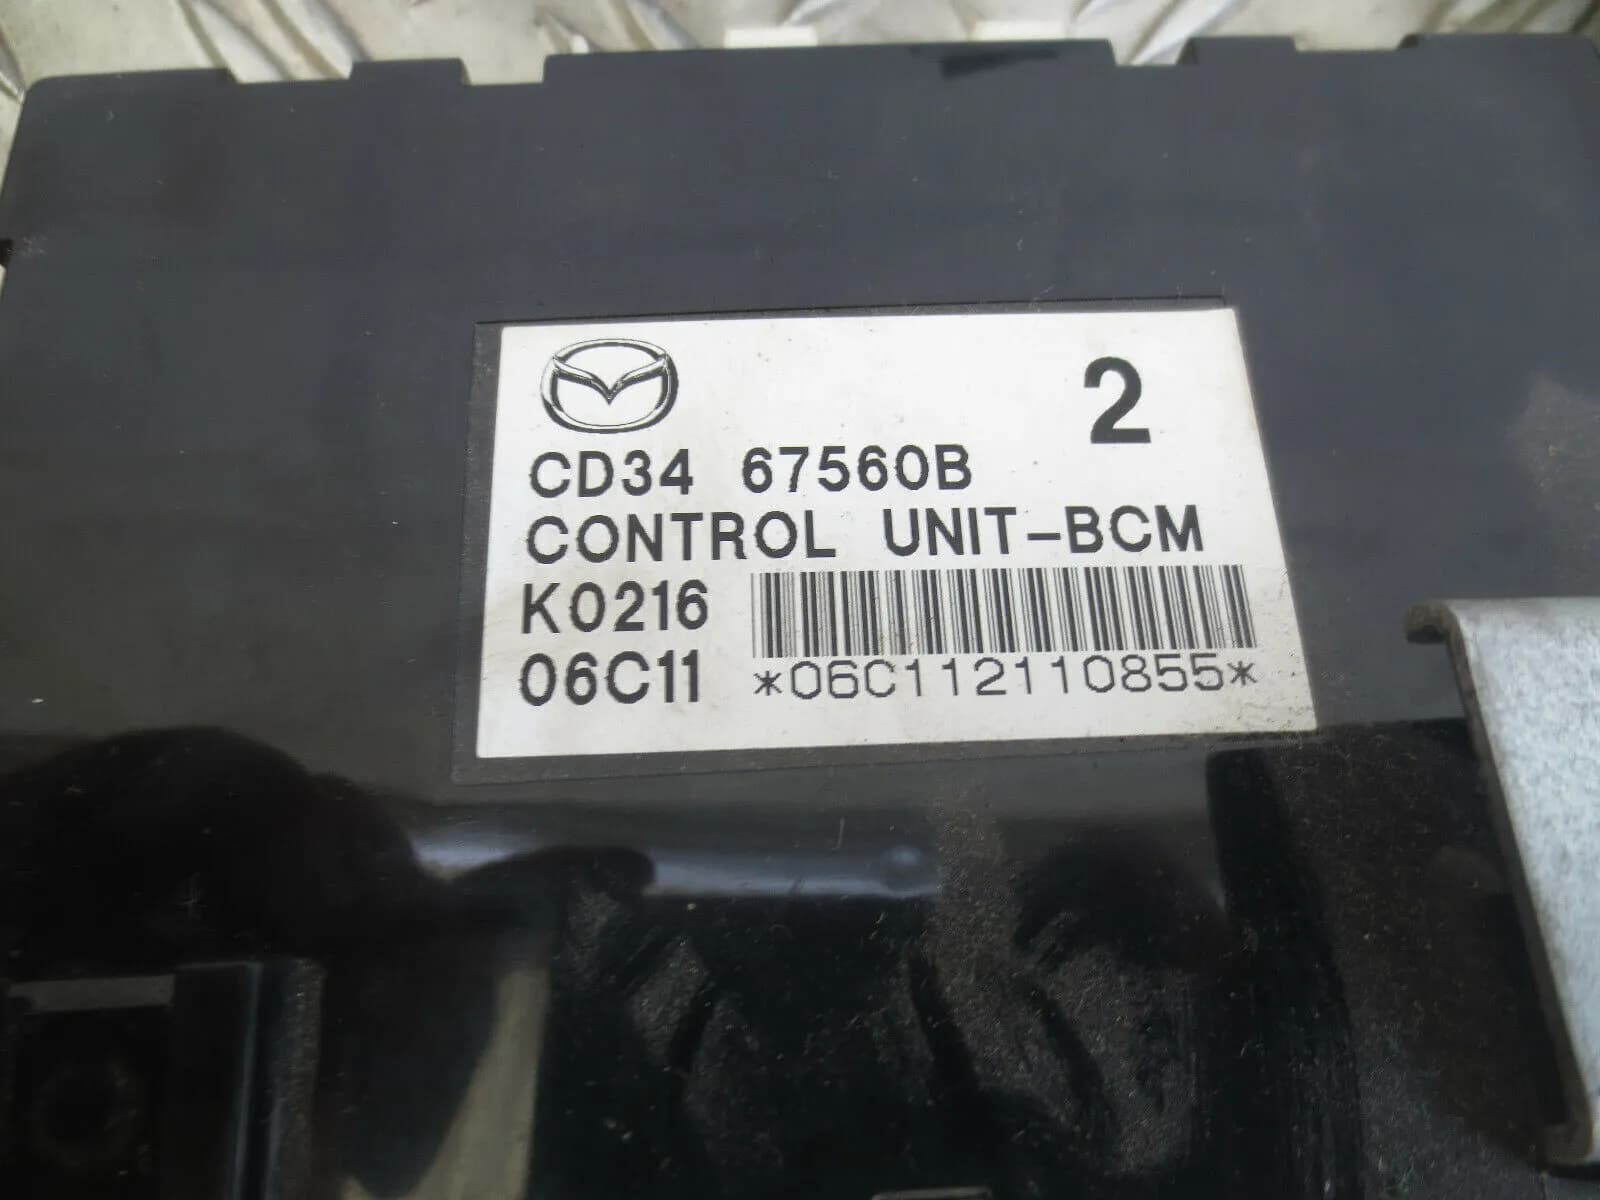 2
CD34 67560B
CONTROL UNIT-BCM
K0216
06C11 *06C112110855*